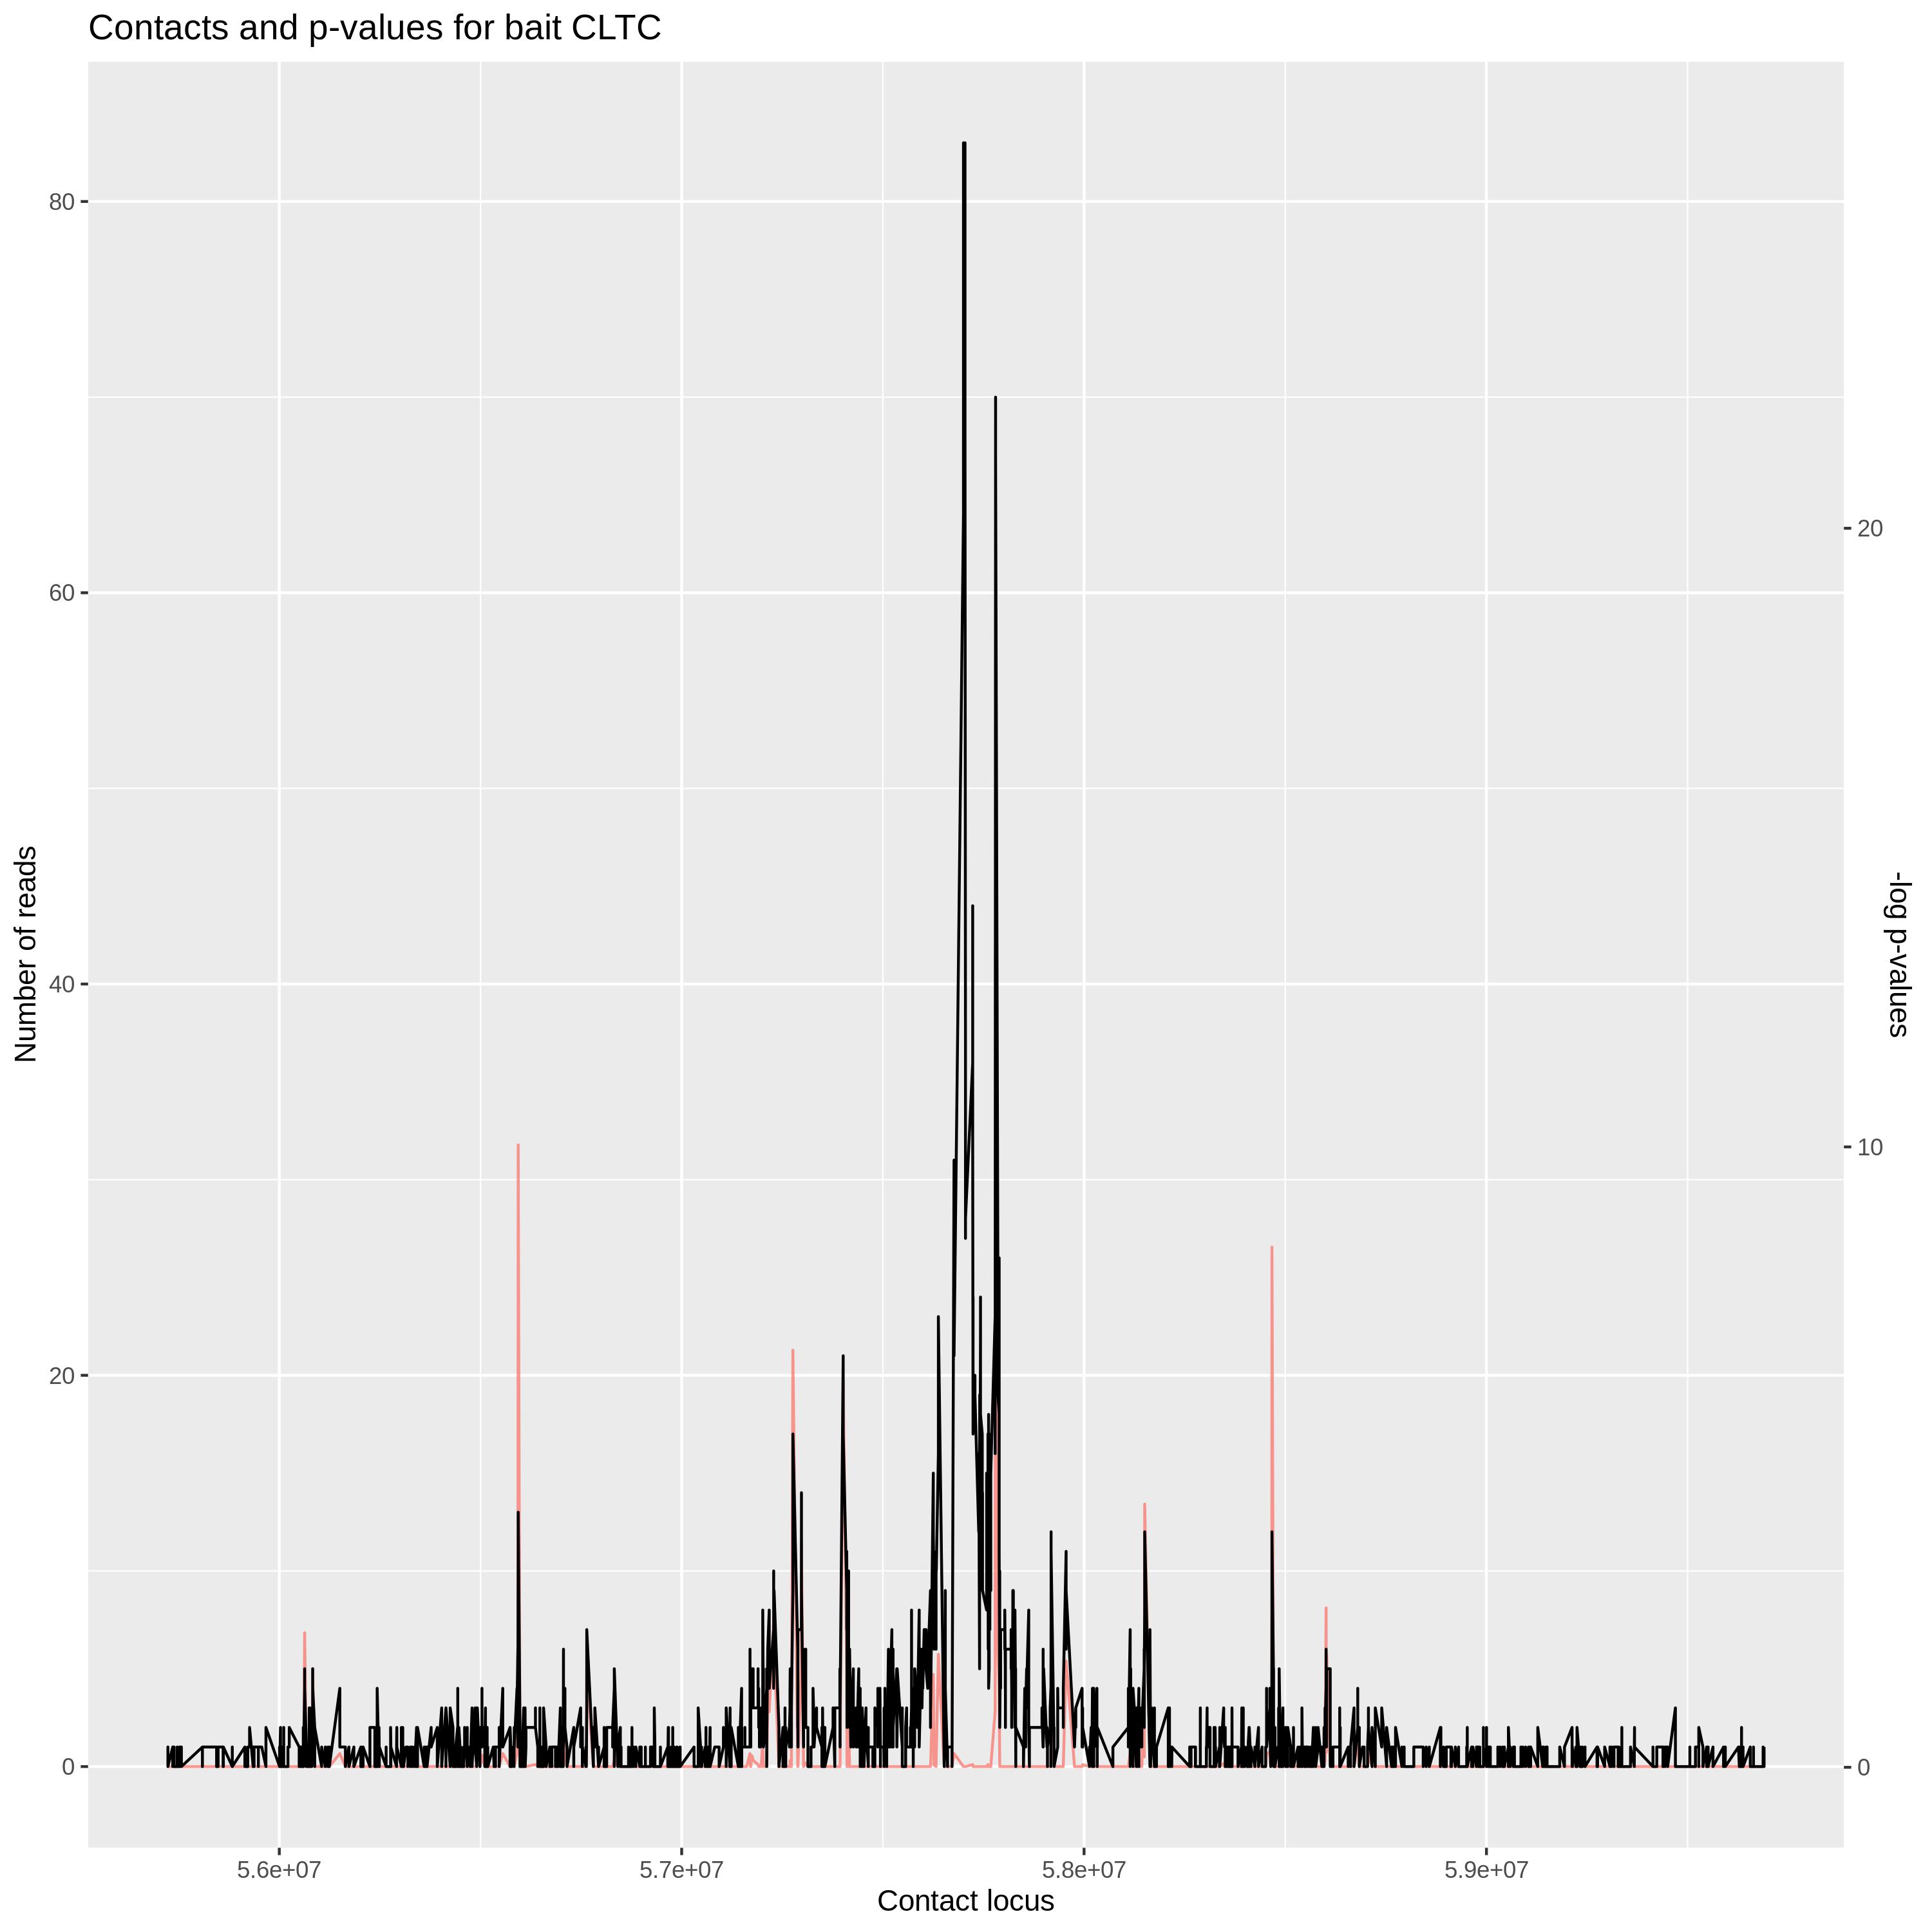 Contacts and p-values for bait CLTC
Number of reads
80
60
40
20
0
20
10
0
-log p-values
5.6e+07 5.7e+07 5.8e+07 5.9e+07
Contact locus